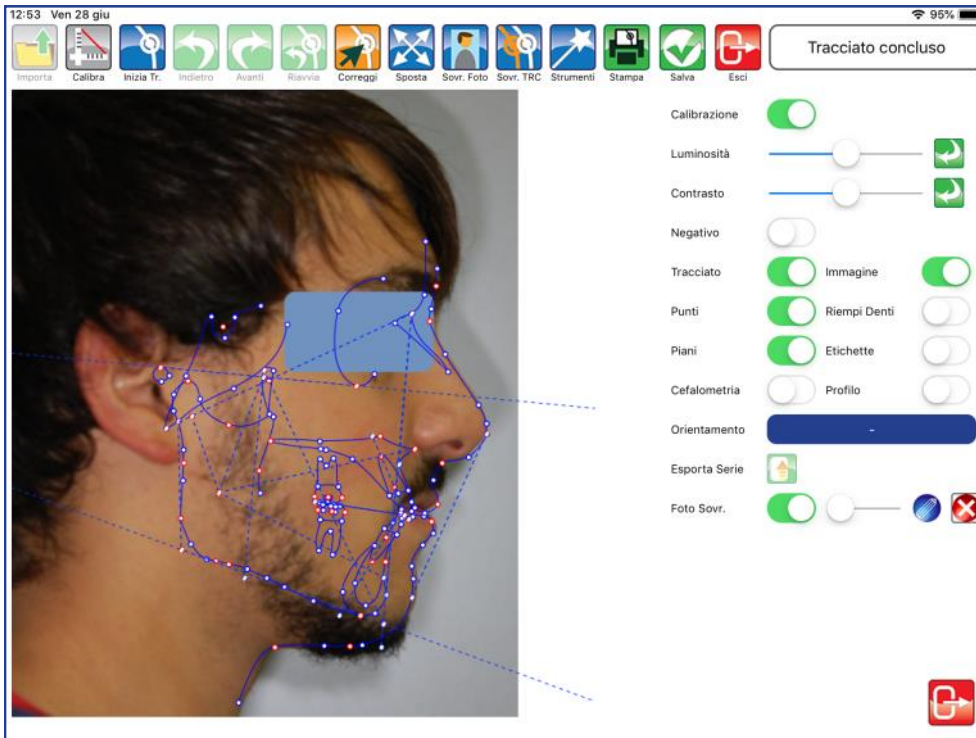 12:53 Ven 28 giu
95%
Importa Calibra Inizia Tr. Indietro Avanti Riavvia Correggi Sposta Sovr. Foto Sovr. TRC Strumenti Stampa Salva Esci
Tracciato concluso
Calibrazione
Luminosità
Contrasto
Negativo
Tracciato Immagine
Punti Riempi Denti
Piani Etichette
Cefalometria Profilo
Orientamento -
Esporta Serie
Foto Sovr.